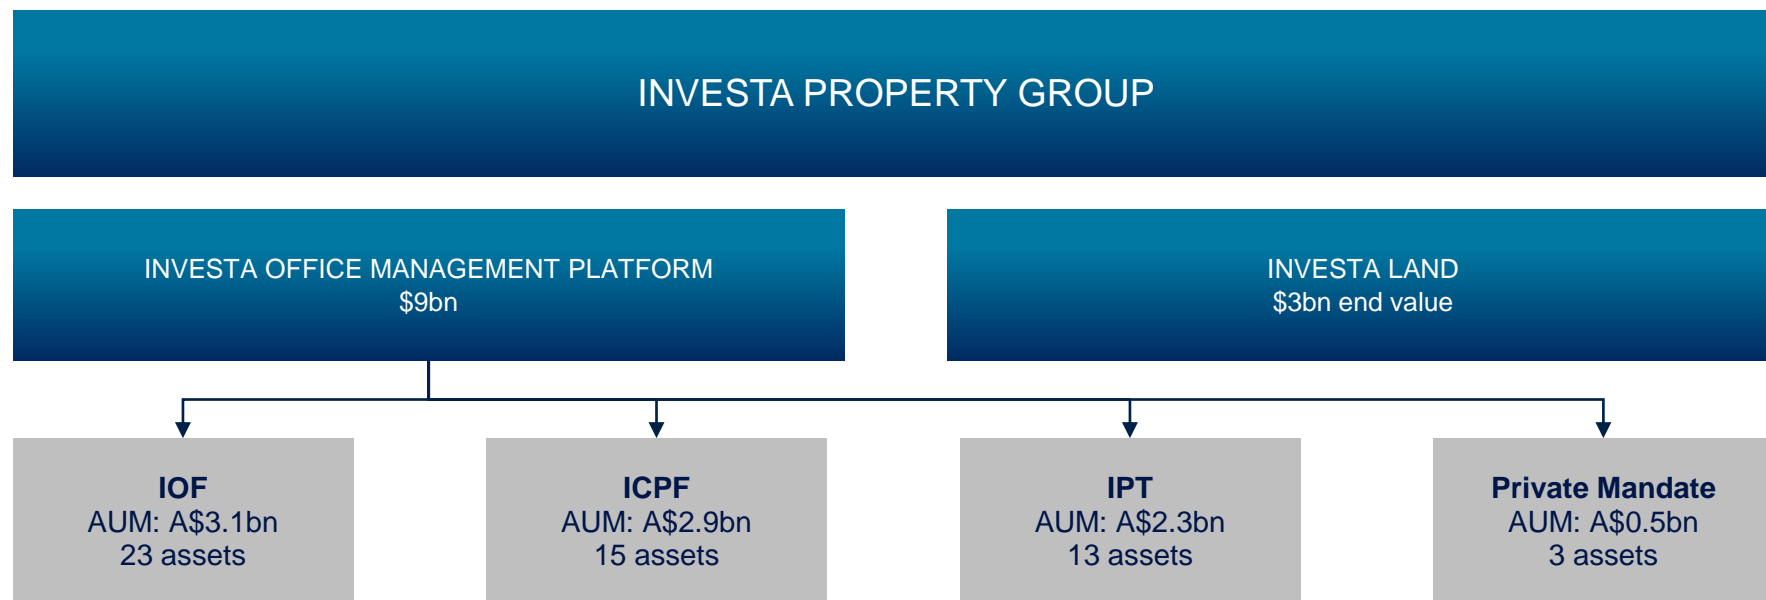 INVESTA PROPERTY GROUP
INVESTA OFFICE MANAGEMENT PLATFORM
$9bn
INVESTA LAND
$3bn end value
IOF
AUM: A$3.1bn
23 assets
ICPF
AUM: A$2.9bn
15 assets
IPT
AUM: A$2.3bn
13 assets
Private Mandate
AUM: A$0.5bn
3 assets